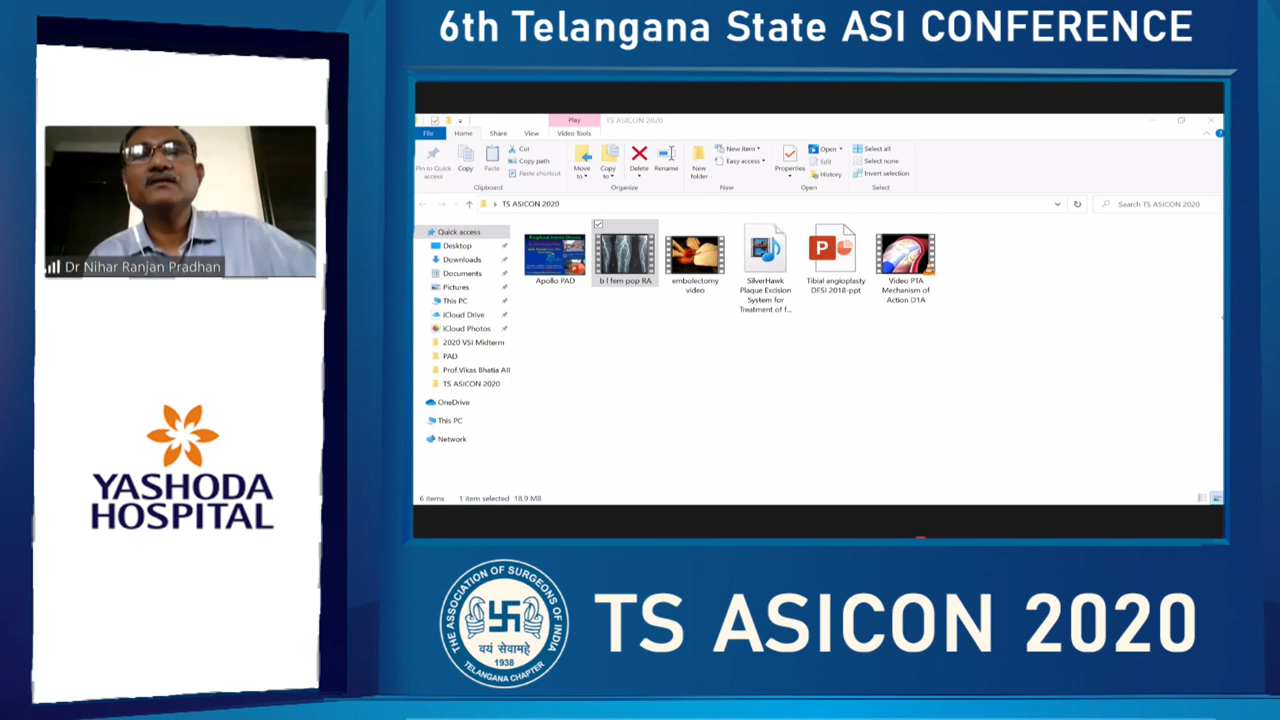 6th Telangana State ASI CONFERENCE
Dr Nihar Ranjan Pradhan
YASHODA
HOSPITAL
Play
TS ASICON 2020
File
Home
Share
View
Video Tools
Pin to Quick
access
Copy
Paste
Cut
Copy path
Paste shortcut
Clipboard
Move
to
Copy
to
Delete
Rename
Organize
New
folder
New item
Easy access
New
Properties
Open
Edit
History
Open
Select all
Select none
Invert selection
Select
TS ASICON 2020
Search TS ASICON 2020
Quick access
Desktop
Downloads
Documents
Pictures
This PC
iCloud Drive
iCloud Photos
2020 VSI Midterm
PAD
Prof.Vikas Bhatia AII
TS ASICON 2020
OneDrive
This PC
Network
Apollo PAD
b l fem pop RA
embolectomy
video
SilverHawk
Plaque Excision
System for
Treatment of f...
P
Tibial angioplasty
DFSI 2018-ppt
Video PTA
Mechanism of
Action D1A
6 items 1 item selected 18.9 MB
THE ASSOCIATION OF SURGEONS OF INDIA
वयं सेवामहे
1938
TELANGANA CHAPTER
TS ASICON 2020